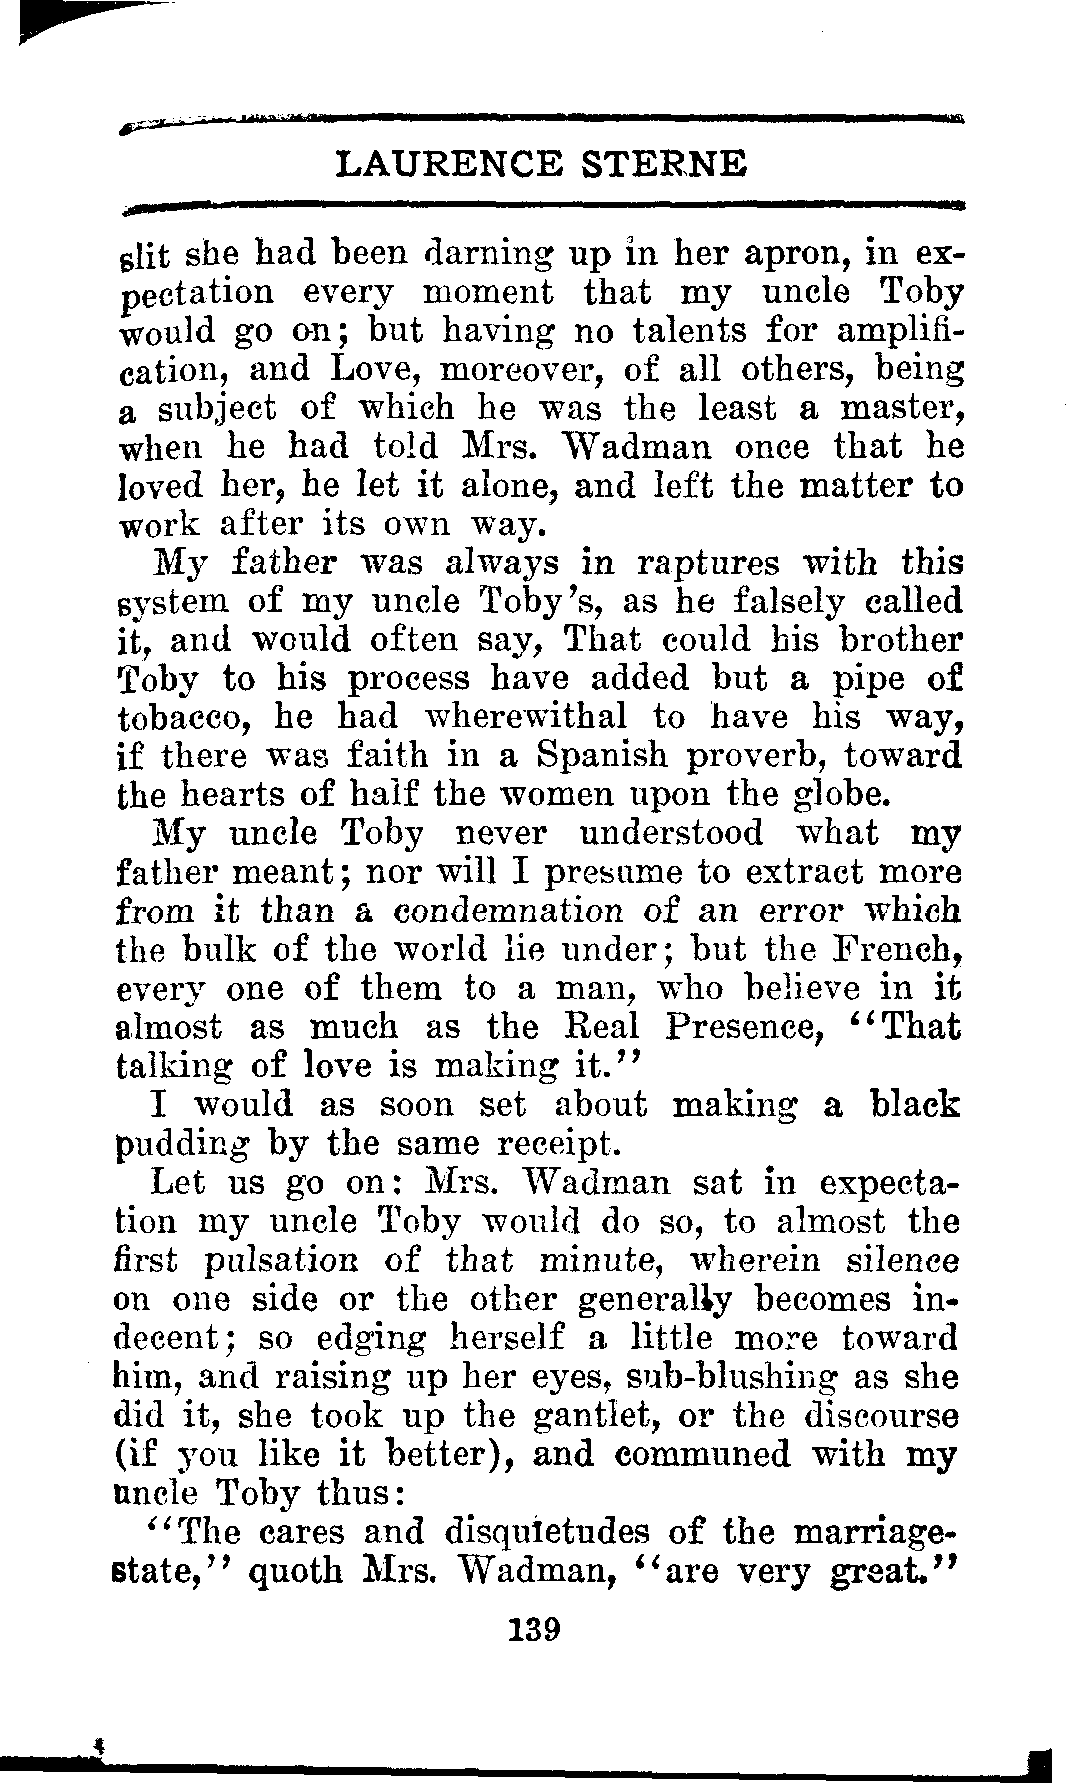 LAURENCE STERNE
slit she had been darning up in her apron, in ex-
pectation every moment that my uncle Toby
would go on; but having no talents for amplifi-
cation, and Love, moreover, of all others, being
a subject of which he was the least a master,
when he had told Mrs. Wadman once that he
loved her, he let it alone, and left the matter to
work after its own way.
My father was always in raptures with this
system of my uncle Toby's, as he falsely called
it, and would often say, That could his brother
Toby to his process have added but a pipe of
tobacco, he had wherewithal to have his way,
if there was faith in a Spanish proverb, toward
the hearts of half the women upon the globe.
My uncle Toby never understood what my
father meant; nor will I presume to extract more
from it than a condemnation of an error which
the bulk of the world lie under; but the French,
every one of them to a man, who believe in it
almost as much as the Real Presence, "That
talking of love is making it."
I would as soon set about making a black
pudding by the same receipt.
Let us go on: Mrs. Wadman sat in expecta-
tion my uncle Toby would do so, to almost the
first pulsation of that minute, wherein silence
on one side or the other generally becomes in-
decent; so edging herself a little more toward
him, and raising up her eyes, sub-blushing as she
did it, she took up the gantlet, or the discourse
(if you like it better), and communed with my
uncle Toby thus:
"The cares and disquietudes of the marriage-
state," quoth Mrs. Wadman, "are very great."
139